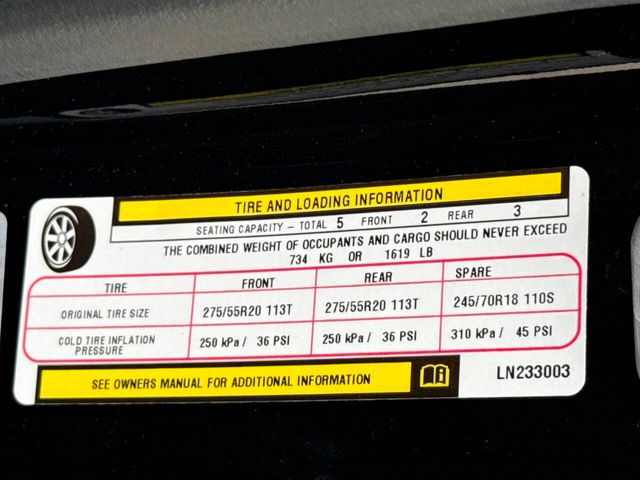 TIRE AND LOADING INFORMATION
SEATING CAPACITY – TOTAL 5 FRONT 2 REAR 3
THE COMBINED WEIGHT OF OCCUPANTS AND CARGO SHOULD NEVER EXCEED
734 KG OR 1619 LB
TIRE FRONT REAR SPARE
ORIGINAL TIRE SIZE 275/55R20 113T 275/55R20 113T 245/70R18 110S
COLD TIRE INFLATION PRESSURE 250 kPa / 36 PSI 250 kPa / 36 PSI 310 kPa / 45 PSI
SEE OWNERS MANUAL FOR ADDITIONAL INFORMATION
LN233003